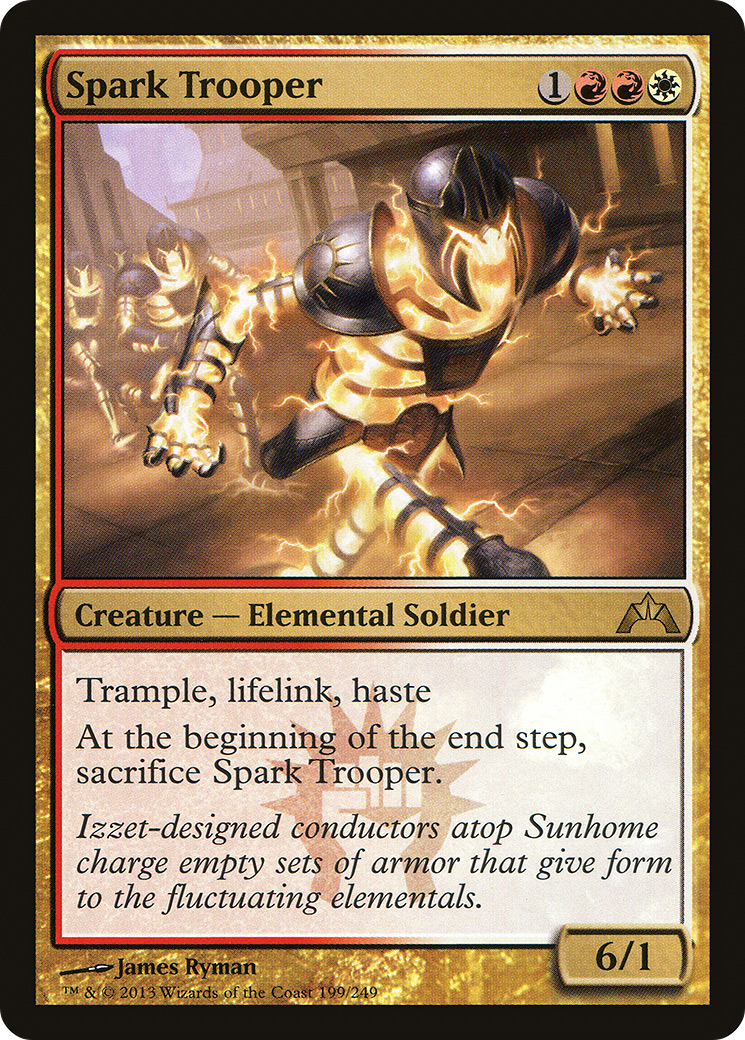 Spark Trooper 1
Creature — Elemental Soldier
Trample, lifelink, haste
At the beginning of the end step,
sacrifice Spark Trooper.
Izzet-designed conductors atop Sunhome
charge empty sets of armor that give form
to the fluctuating elementals.
6/1
James Ryman
™ & © 2013 Wizards of the Coast 199/249